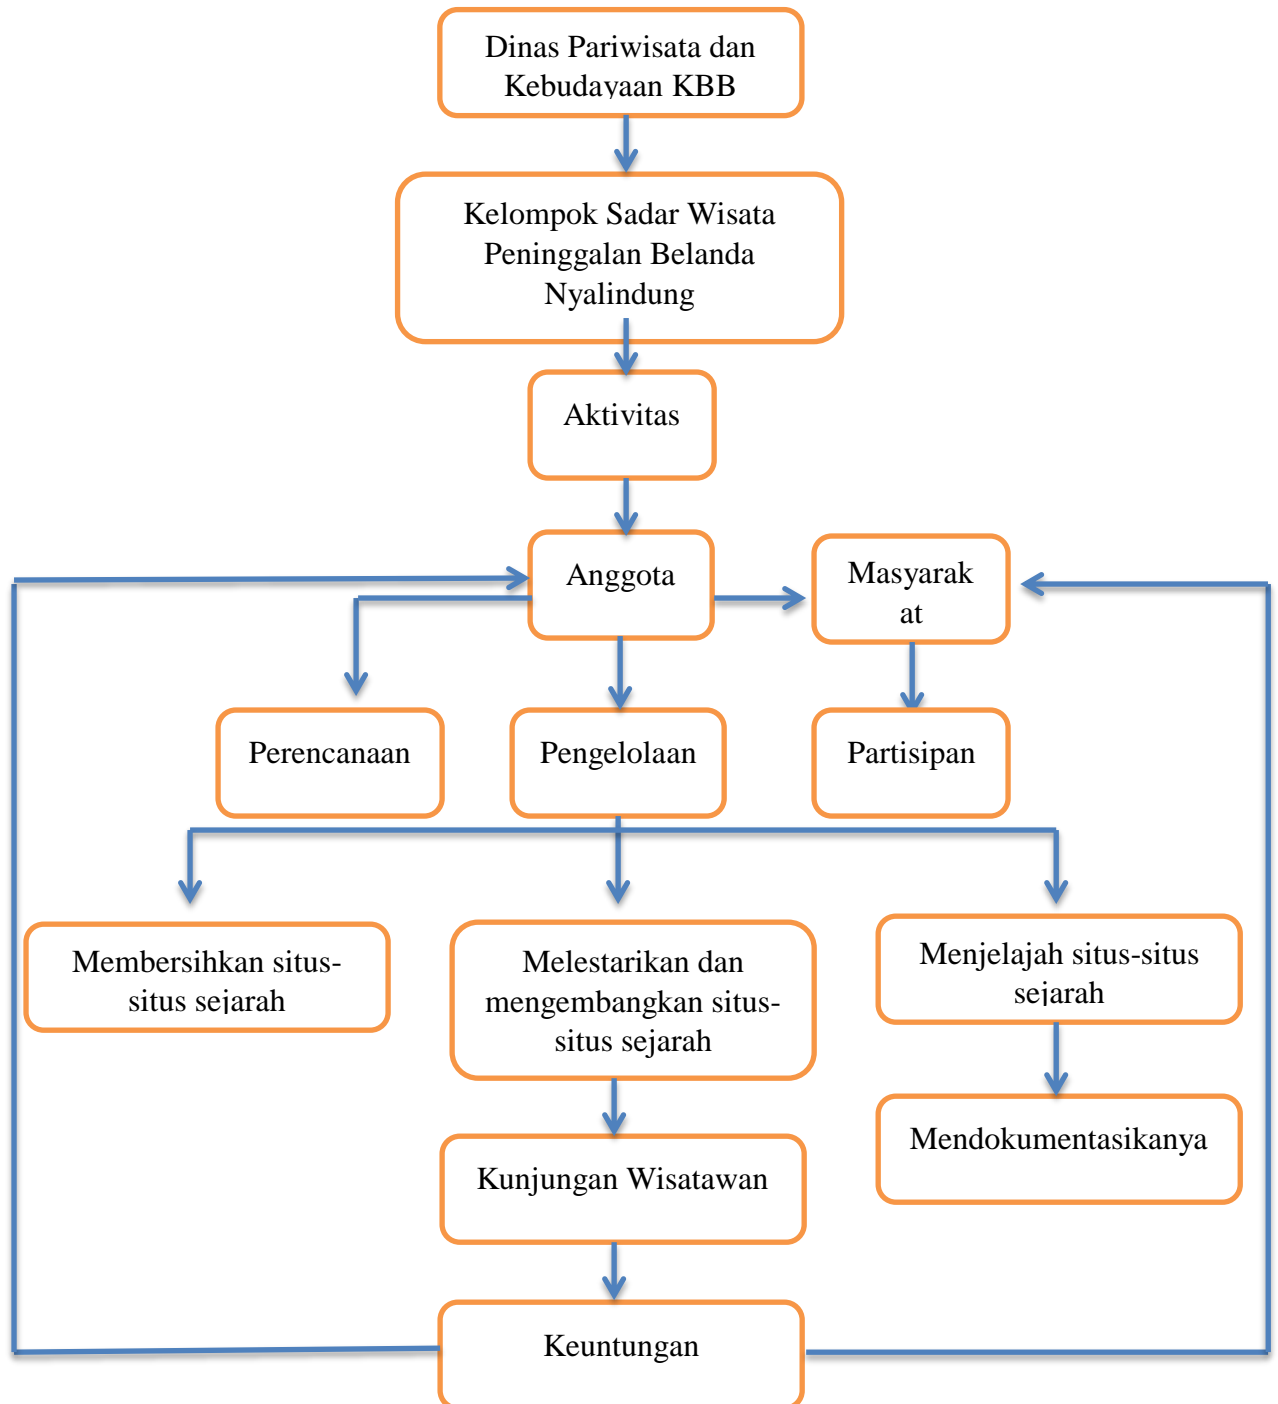 Dinas Pariwisata dan
Kebudayaan KBB
Kelompok Sadar Wisata
Peninggalan Belanda
Nyalindung
Aktivitas
Anggota
Masyarak
at
Perencanaan
Pengelolaan
Partisipan
Membersihkan situs-
situs sejarah
Melestarikan dan
mengembangkan situs-
situs sejarah
Menjelajah situs-situs
sejarah
Mendokumentasikanya
Kunjungan Wisatawan
Keuntungan